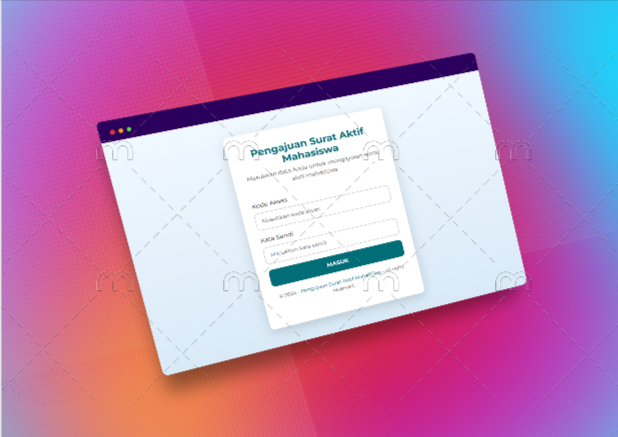 Pengajuan Surat Aktif
Mahasiswa
Masukkan data Anda untuk mengajukan surat
aktif mahasiswa
Kode Akses
Masukkan kode akses
Kata Sandi
Masukkan kata sandi
MASUK
© 2024 - Pengajuan Surat Aktif Mahasiswa. All rights
reserved.